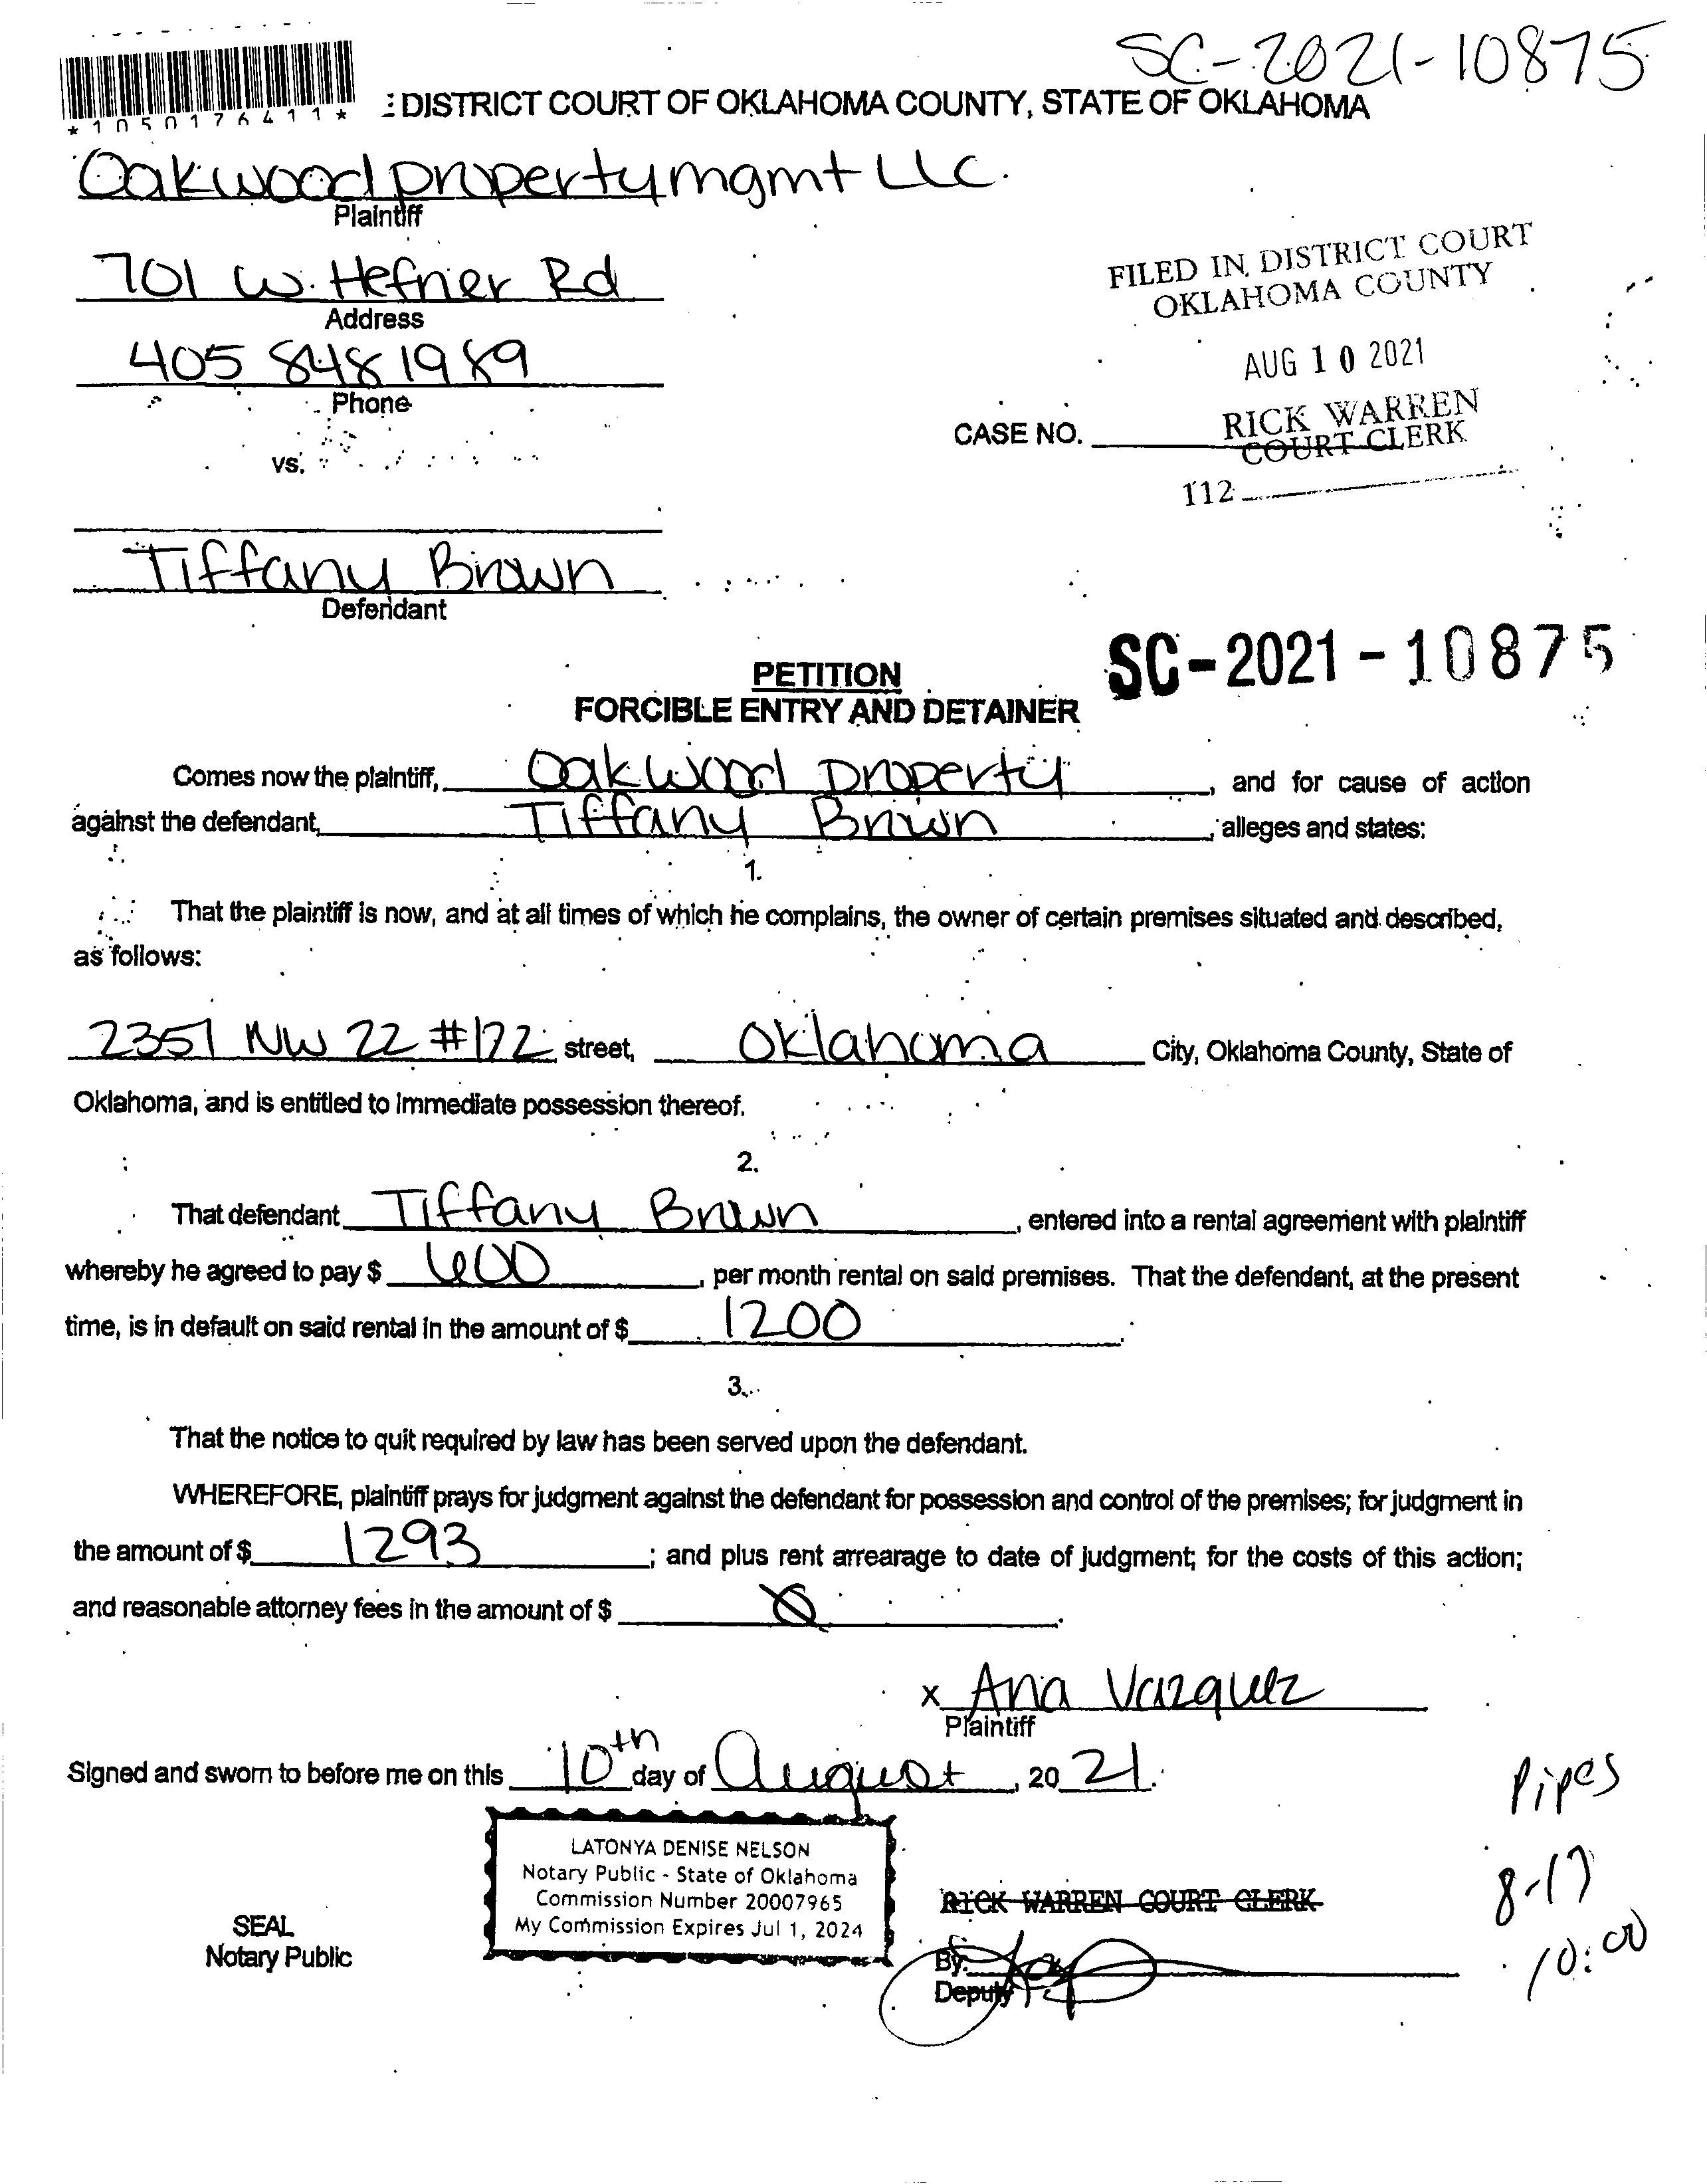 SC-2021-10875
*1050176411*
DISTRICT COURT OF OKLAHOMA COUNTY, STATE OF OKLAHOMA
Oakwood property mgmt LLC.
Plaintiff
701 W. Hefner Rd
Address
405 848 1989
Phone
vs.
FILED IN DISTRICT COURT
OKLAHOMA COUNTY
AUG 10 2021
RICK WARREN
COURT CLERK
CASE NO.
112
Tiffany Brown
Defendant
SC-2021-10875
PETITION
FORCIBLE ENTRY AND DETAINER
Comes now the plaintiff, Oakwood property, and for cause of action
against the defendant, Tiffany Brown, alleges and states:
1.
That the plaintiff is now, and at all times of which he complains, the owner of certain premises situated and described,
as follows:
2351 NW 22 #172 street, Oklahoma City, Oklahoma County, State of
Oklahoma, and is entitled to immediate possession thereof.
2.
That defendant Tiffany Brown, entered into a rental agreement with plaintiff
whereby he agreed to pay $ 600, per month rental on said premises. That the defendant, at the present
time, is in default on said rental in the amount of $ 1200.
3.
That the notice to quit required by law has been served upon the defendant.
WHEREFORE, plaintiff prays for judgment against the defendant for possession and control of the premises; for judgment in
the amount of $ 1293; and plus rent arrearage to date of judgment; for the costs of this action;
and reasonable attorney fees in the amount of $ Ø.
x Ana Vazquez
Plaintiff
Signed and sworn to before me on this 10th day of August, 2021.
LATONYA DENISE NELSON
Notary Public - State of Oklahoma
Commission Number 20007965
My Commission Expires Jul 1, 2024
SEAL
Notary Public
RICK WARREN COURT CLERK
By:
Deputy
Pipes
8-17
10:00